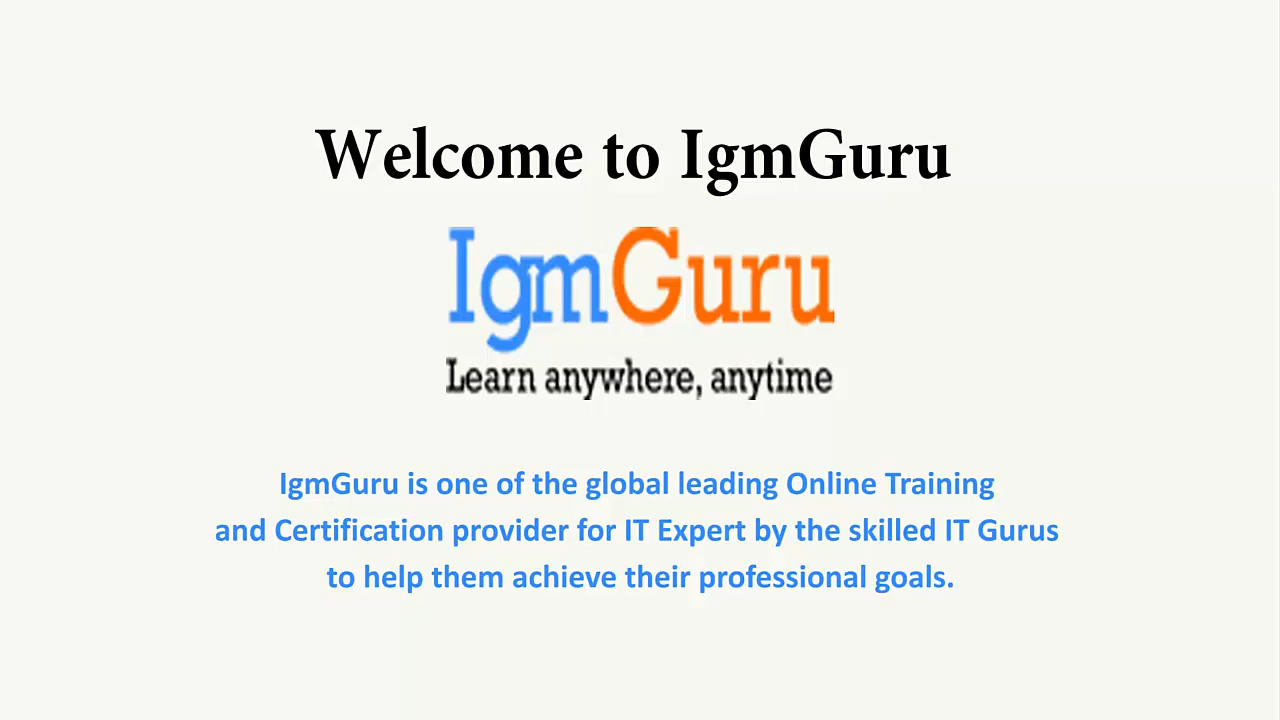 Welcome to IgmGuru
IgmGuru
Learn anywhere, anytime
IgmGuru is one of the global leading Online Training
and Certification provider for IT Expert by the skilled IT Gurus
to help them achieve their professional goals.